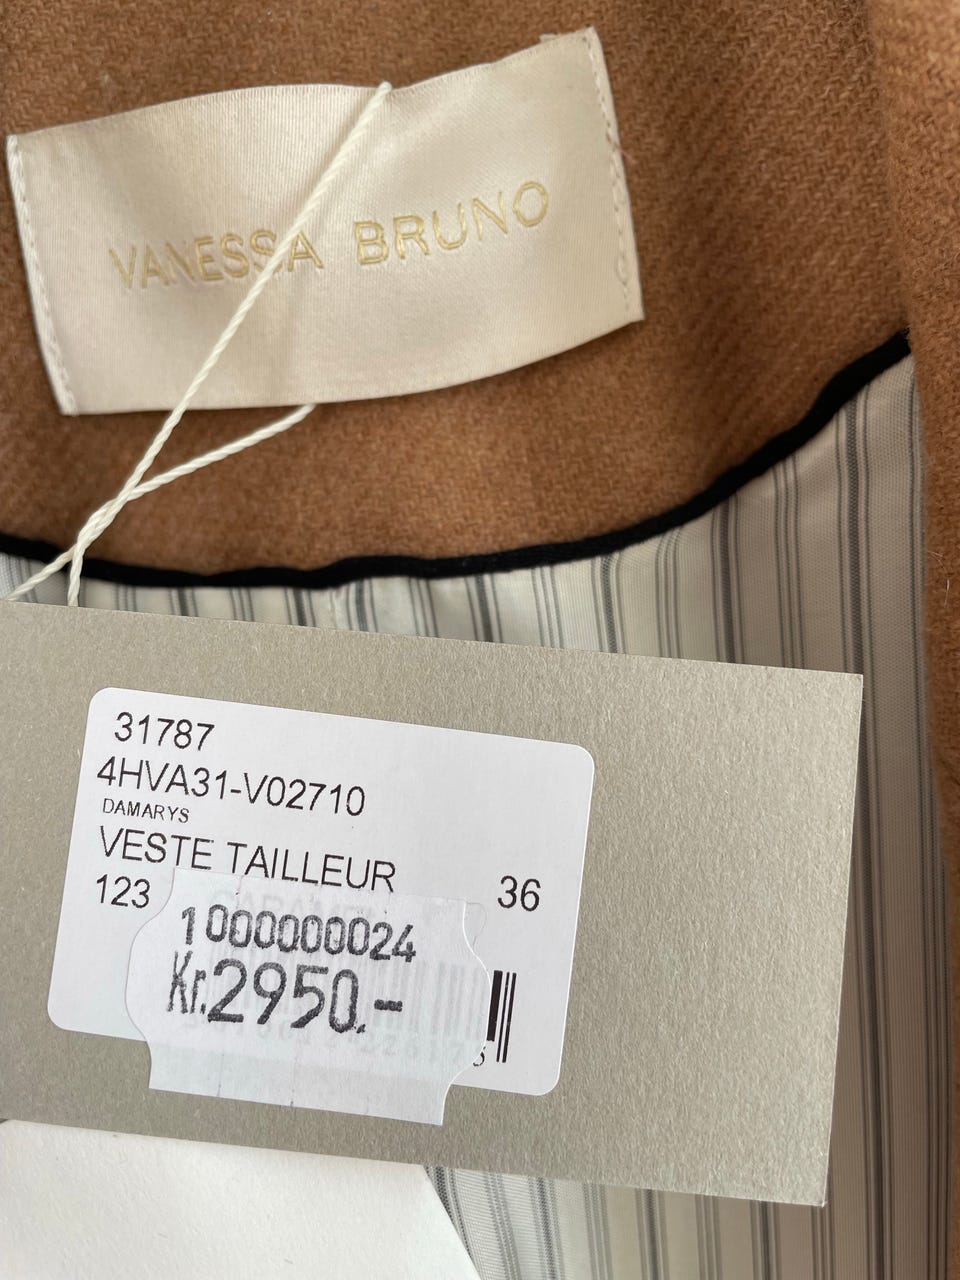 VANESSA BRUNO
31787
4HVA31-V02710
DAMARYS
VESTE TAILLEUR
123
36
1000000024
Kr.2950.-